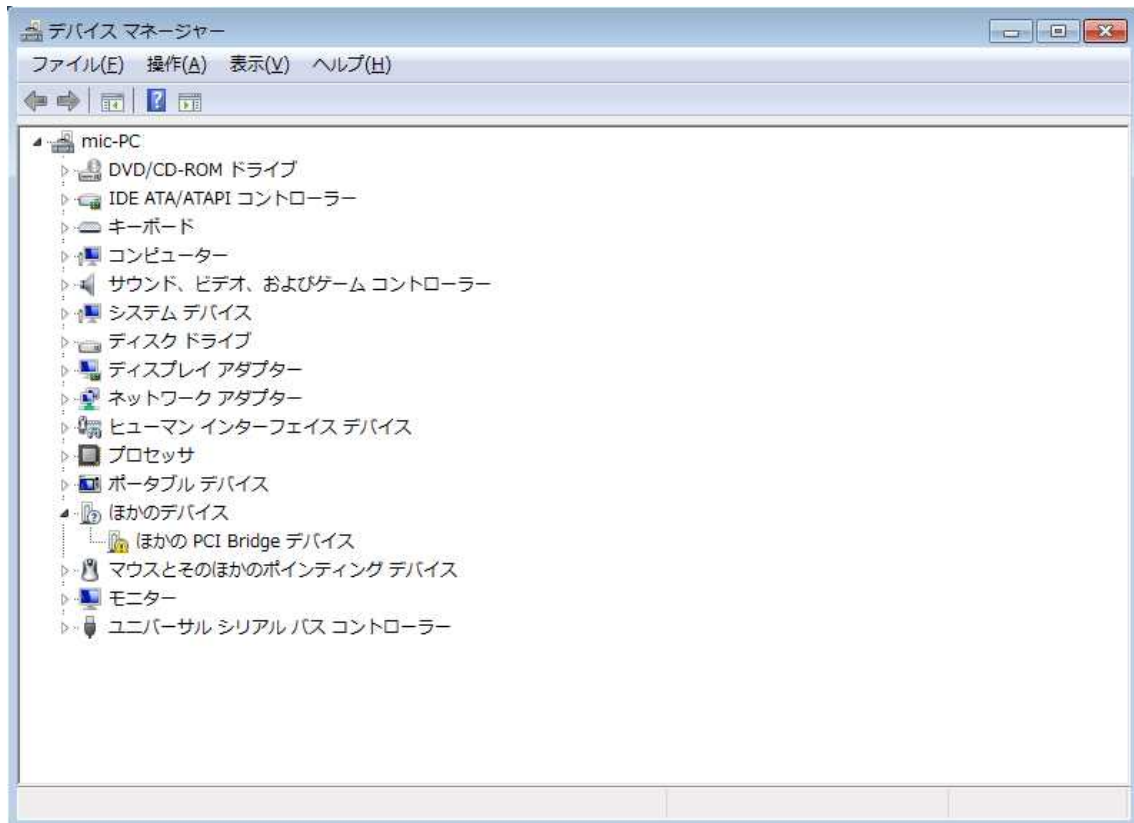 デバイス マネージャー
ファイル(F) 操作(A) 表示(V) ヘルプ(H)
mic-PC
DVD/CD-ROM ドライブ
IDE ATA/ATAPI コントローラー
キーボード
コンピューター
サウンド、ビデオ、およびゲーム コントローラー
システム デバイス
ディスク ドライブ
ディスプレイ アダプター
ネットワーク アダプター
ヒューマン インターフェイス デバイス
プロセッサ
ポータブル デバイス
ほかのデバイス
ほかの PCI Bridge デバイス
マウスとそのほかのポインティング デバイス
モニター
ユニバーサル シリアル バス コントローラー